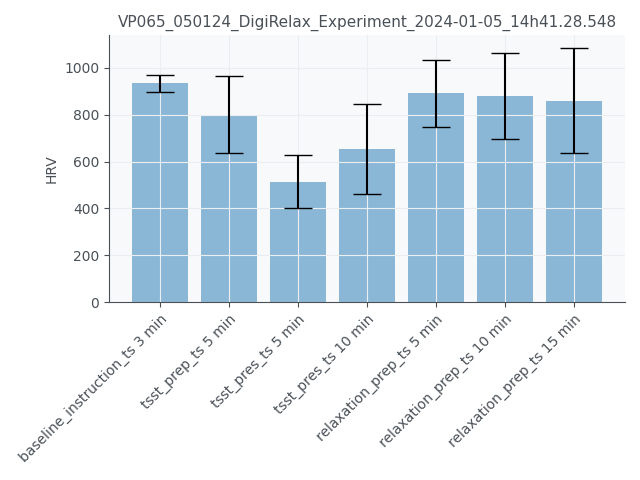 VP065_050124_DigiRelax_Experiment_2024-01-05_14h41.28.548
HRV
1000
800
600
400
200
0
baseline_instruction_ts 3 min
tsst_prep_ts 5 min
tsst_pres_ts 5 min
tsst_pres_ts 10 min
relaxation_prep_ts 5 min
relaxation_prep_ts 10 min
relaxation_prep_ts 15 min